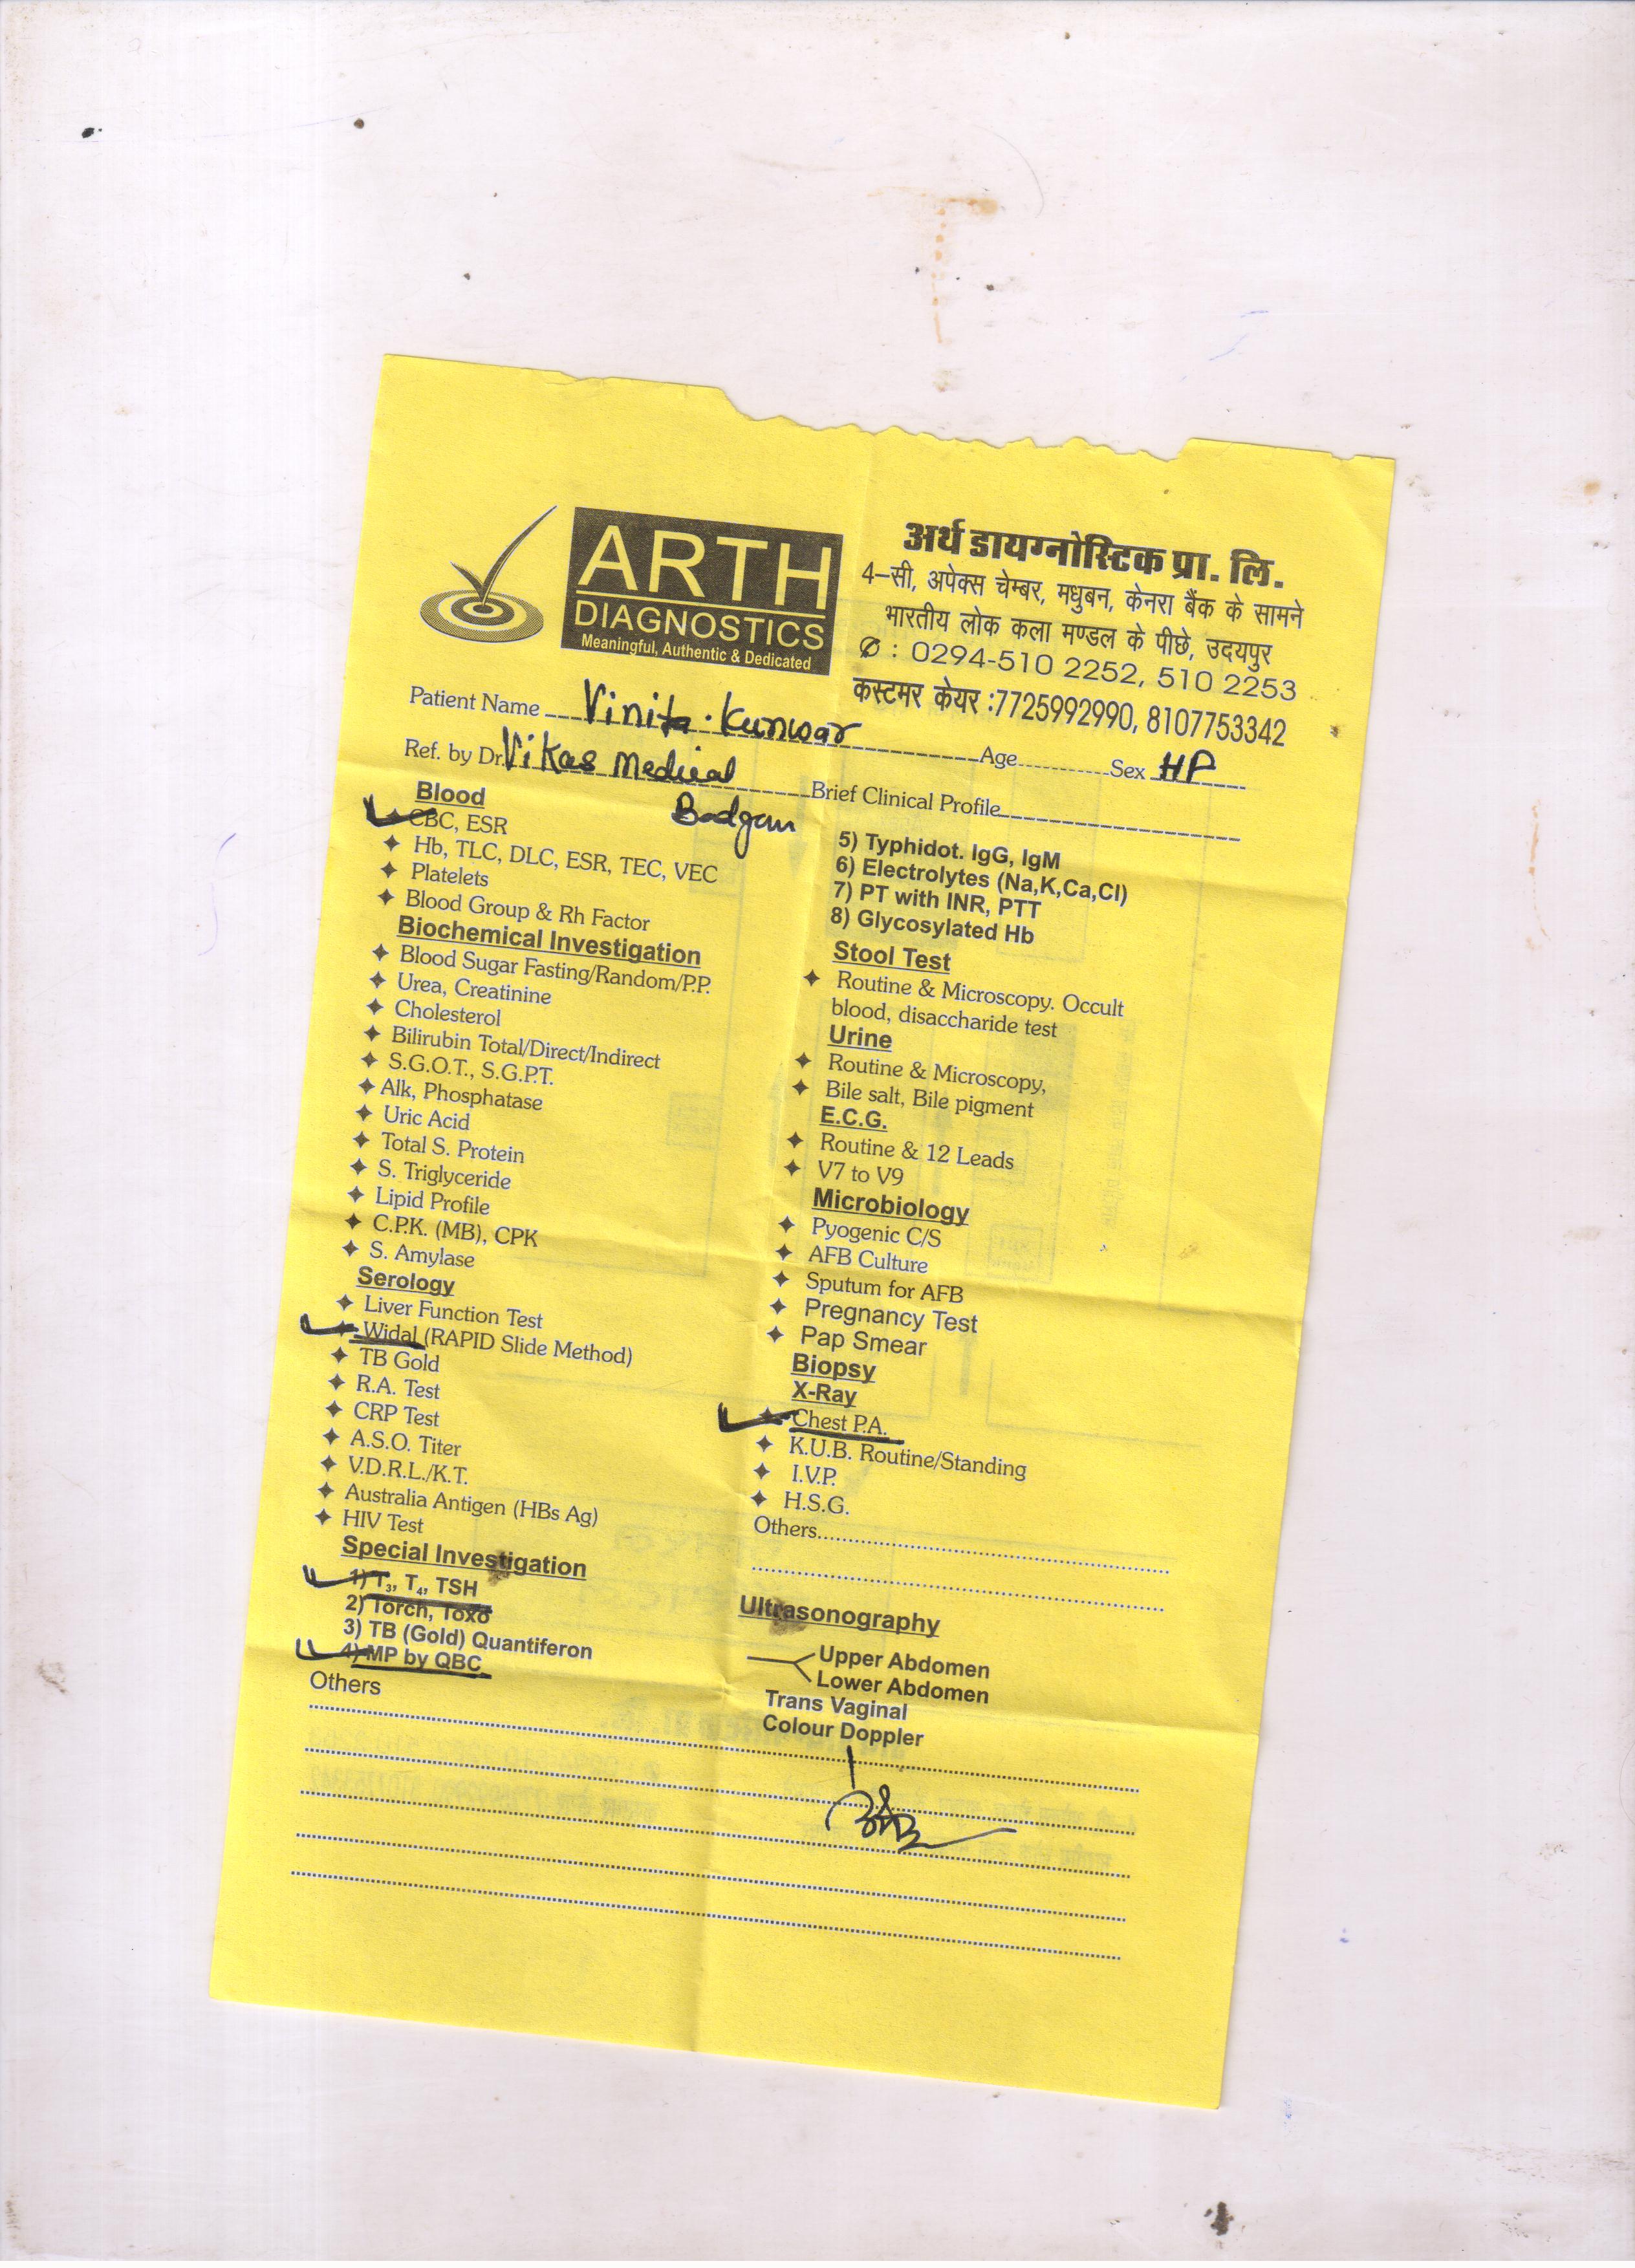 ARTH
DIAGNOSTICS
Meaningful, Authentic & Dedicated
अर्थ डायग्नोस्टिक प्रा. लि.
4-सी, अपेक्स चेम्बर, मधुबन, केनरा बैंक के सामने
भारतीय लोक कला मण्डल के पीछे, उदयपुर
✆ : 0294-510 2252, 510 2253
कस्टमर केयर :7725992990, 8107753342
Patient Name Vinita. Kunwar Age Sex HP
Ref. by Dr. Vikas Medical Brief Clinical Profile
Badgaon
Blood
CBC, ESR
Hb, TLC, DLC, ESR, TEC, VEC
Platelets
Blood Group & Rh Factor
Biochemical Investigation
Blood Sugar Fasting/Random/P.P.
Urea, Creatinine
Cholesterol
Bilirubin Total/Direct/Indirect
S.G.O.T., S.G.P.T.
Alk, Phosphatase
Uric Acid
Total S. Protein
S. Triglyceride
Lipid Profile
C.P.K. (MB), CPK
S. Amylase
Serology
Liver Function Test
Widal (RAPID Slide Method)
TB Gold
R.A. Test
CRP Test
A.S.O. Titer
V.D.R.L./K.T.
Australia Antigen (HBs Ag)
HIV Test
Special Investigation
1) T3, T4, TSH
2) Torch, Toxo
3) TB (Gold) Quantiferon
4) MP by QBC
Others
5) Typhidot. IgG, IgM
6) Electrolytes (Na,K,Ca,Cl)
7) PT with INR, PTT
8) Glycosylated Hb
Stool Test
Routine & Microscopy. Occult
blood, disaccharide test
Urine
Routine & Microscopy,
Bile salt, Bile pigment
E.C.G.
Routine & 12 Leads
V7 to V9
Microbiology
Pyogenic C/S
AFB Culture
Sputum for AFB
Pregnancy Test
Pap Smear
Biopsy
X-Ray
Chest P.A.
K.U.B. Routine/Standing
I.V.P.
H.S.G.
Others
Ultrasonography
Upper Abdomen
Lower Abdomen
Trans Vaginal
Colour Doppler